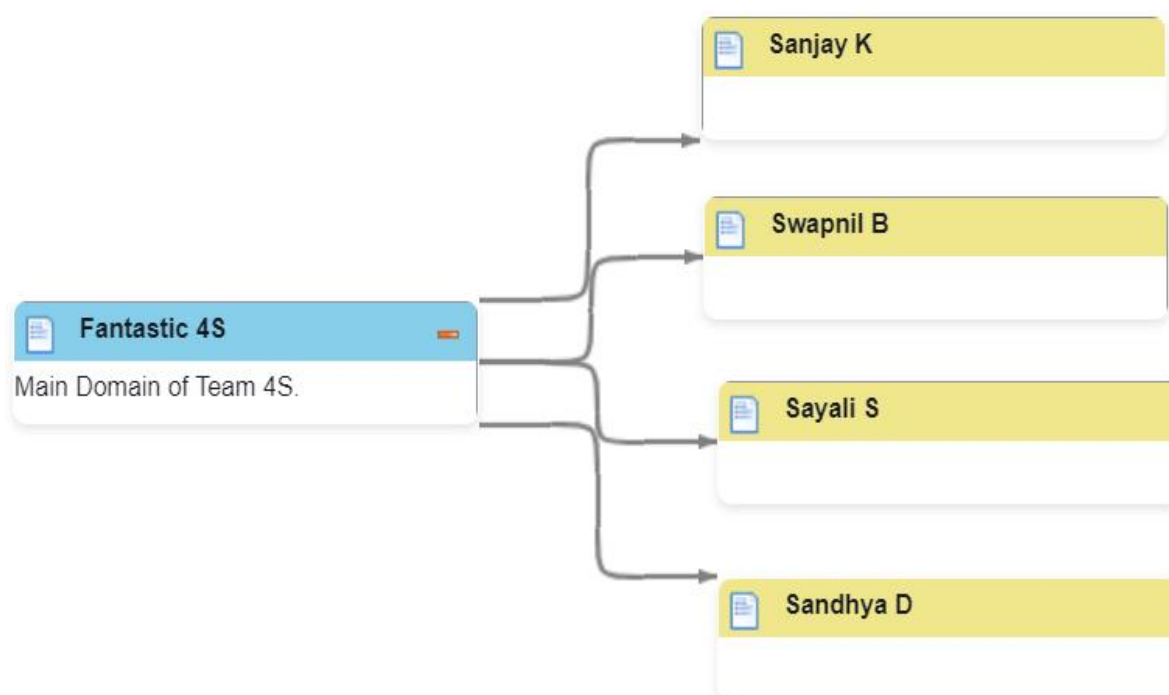 Sanjay K
Swapnil B
Fantastic 4S
Main Domain of Team 4S.
Sayali S
Sandhya D